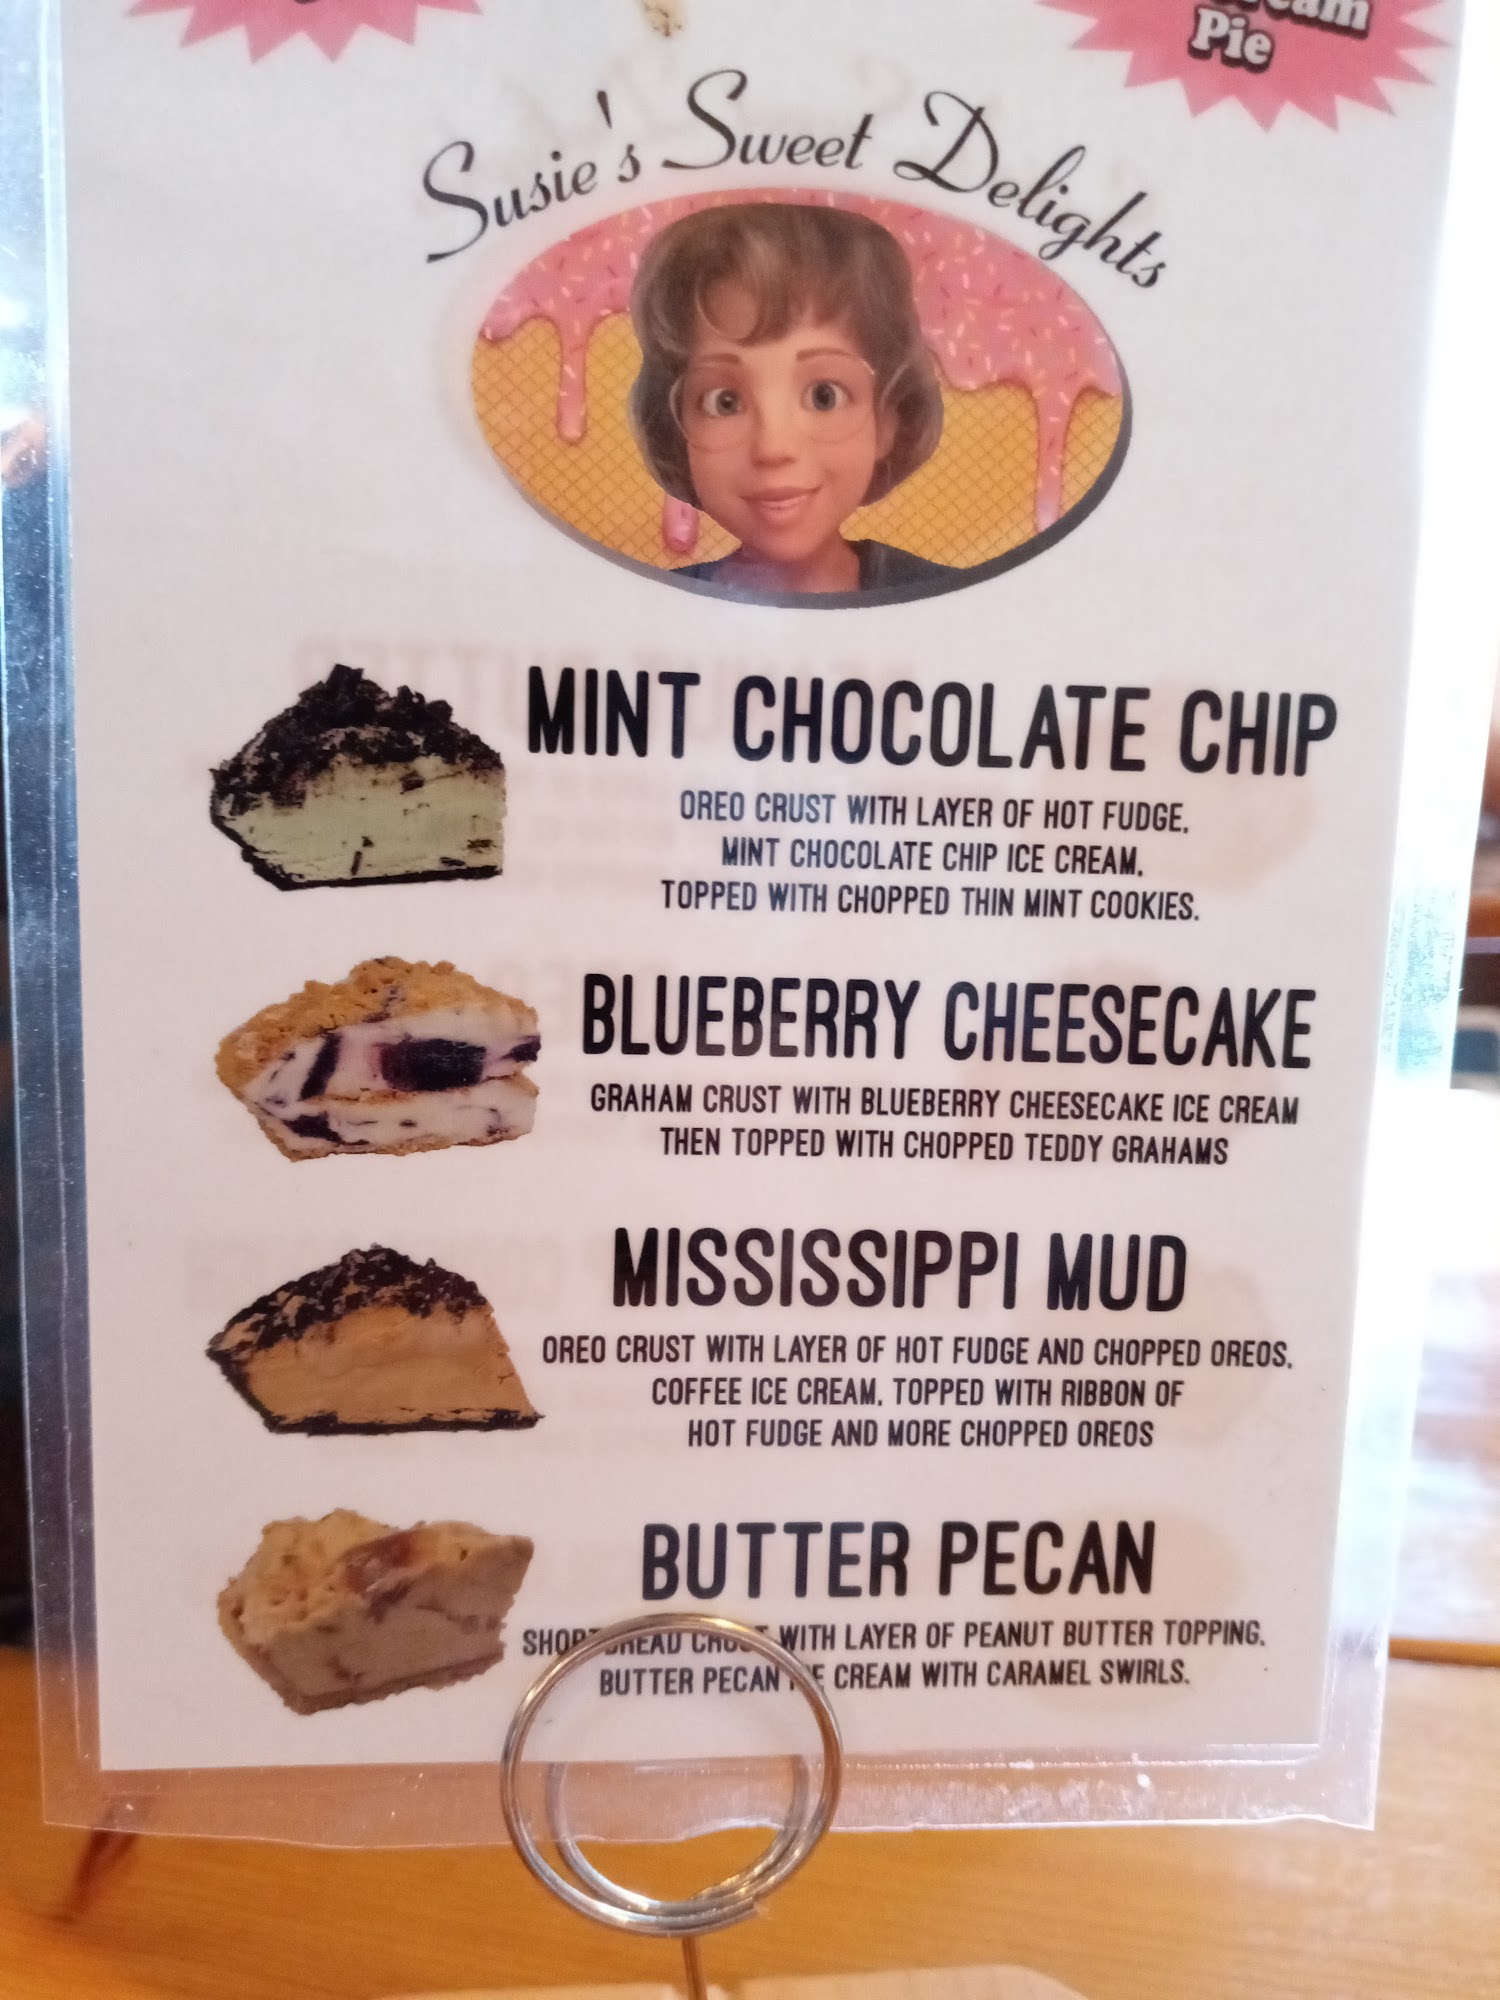 Pie
Susie's Sweet Delights
MINT CHOCOLATE CHIP
OREO CRUST WITH LAYER OF HOT FUDGE,
MINT CHOCOLATE CHIP ICE CREAM,
TOPPED WITH CHOPPED THIN MINT COOKIES.
BLUEBERRY CHEESECAKE
GRAHAM CRUST WITH BLUEBERRY CHEESECAKE ICE CREAM
THEN TOPPED WITH CHOPPED TEDDY GRAHAMS
MISSISSIPPI MUD
OREO CRUST WITH LAYER OF HOT FUDGE AND CHOPPED OREOS,
COFFEE ICE CREAM, TOPPED WITH RIBBON OF
HOT FUDGE AND MORE CHOPPED OREOS
BUTTER PECAN
SHORTBREAD CRUST WITH LAYER OF PEANUT BUTTER TOPPING,
BUTTER PECAN ICE CREAM WITH CARAMEL SWIRLS.